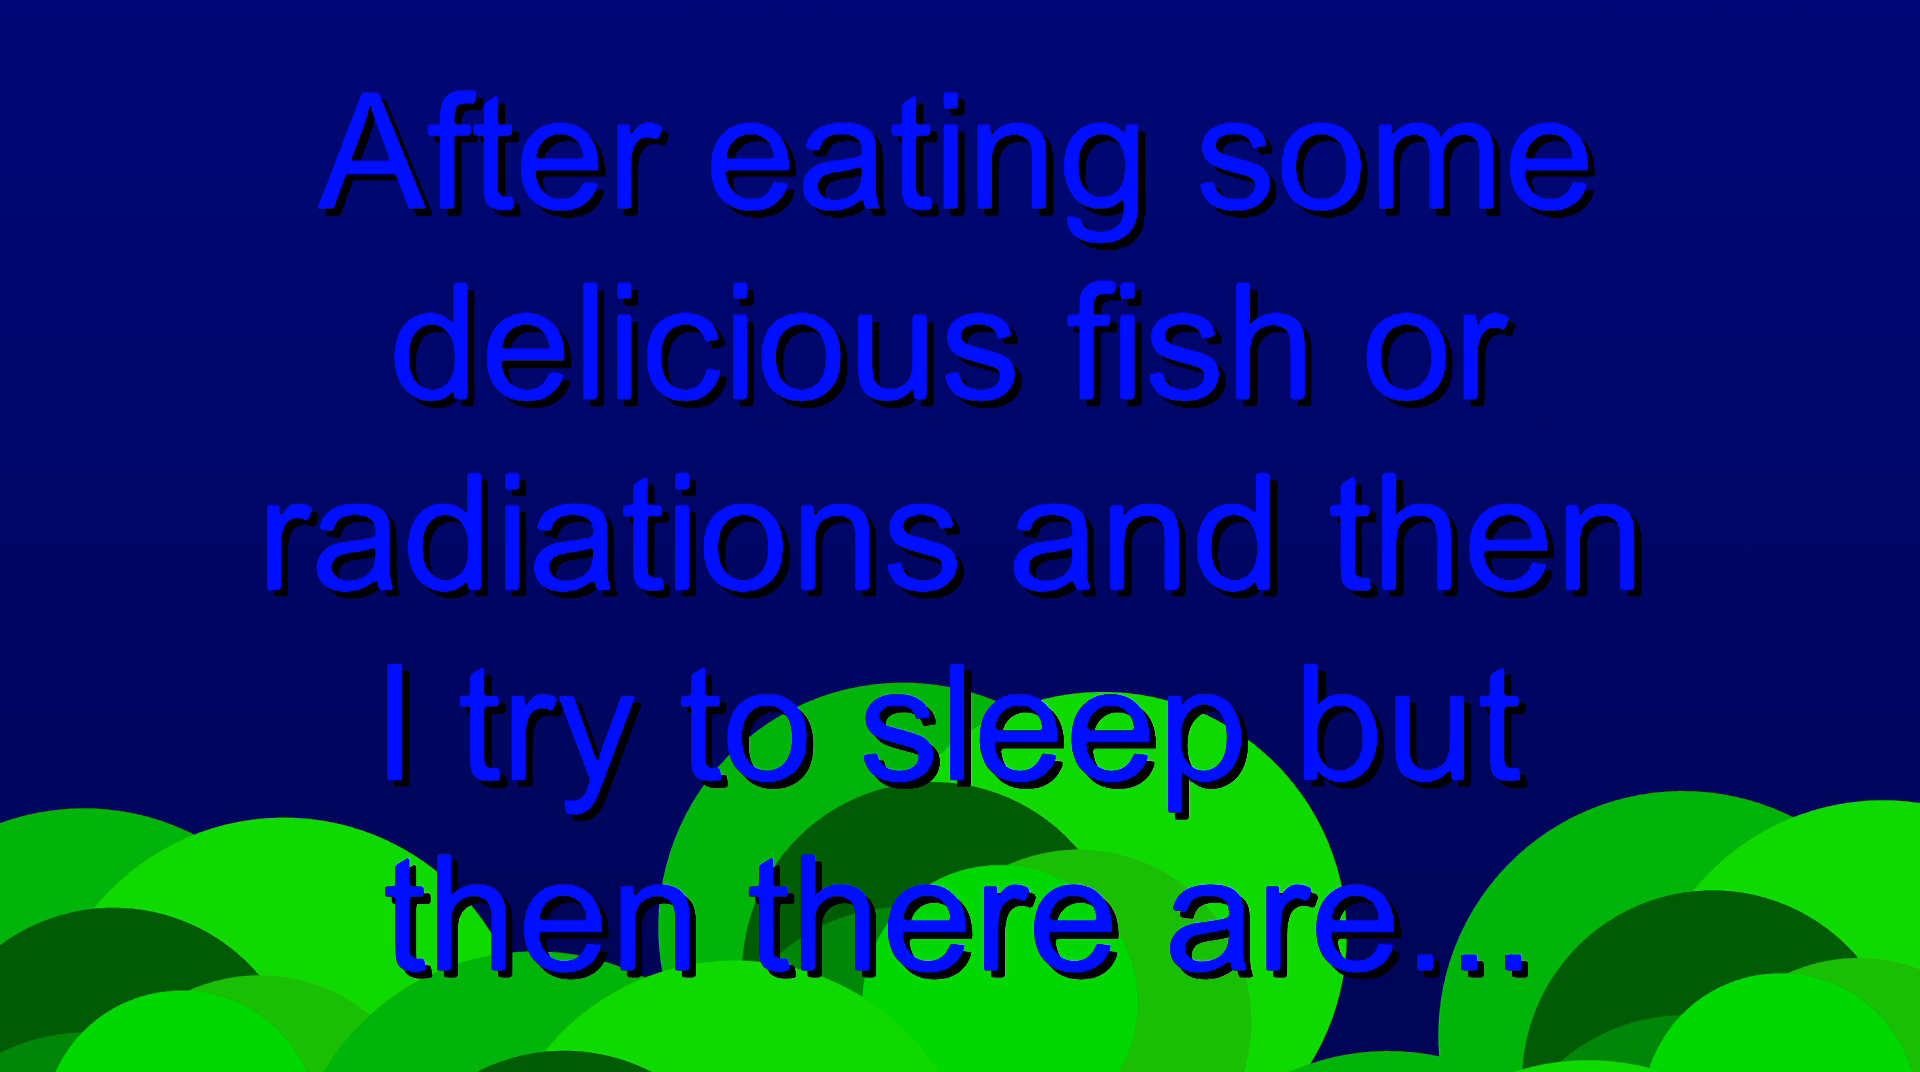 After eating some
delicious fish or
radiations and then
I try to sleep but
then there are...